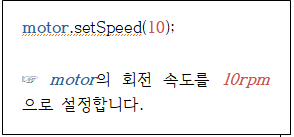 motor.setSpeed(10);
☞ motor의 회전 속도를 10rpm
으로 설정합니다.